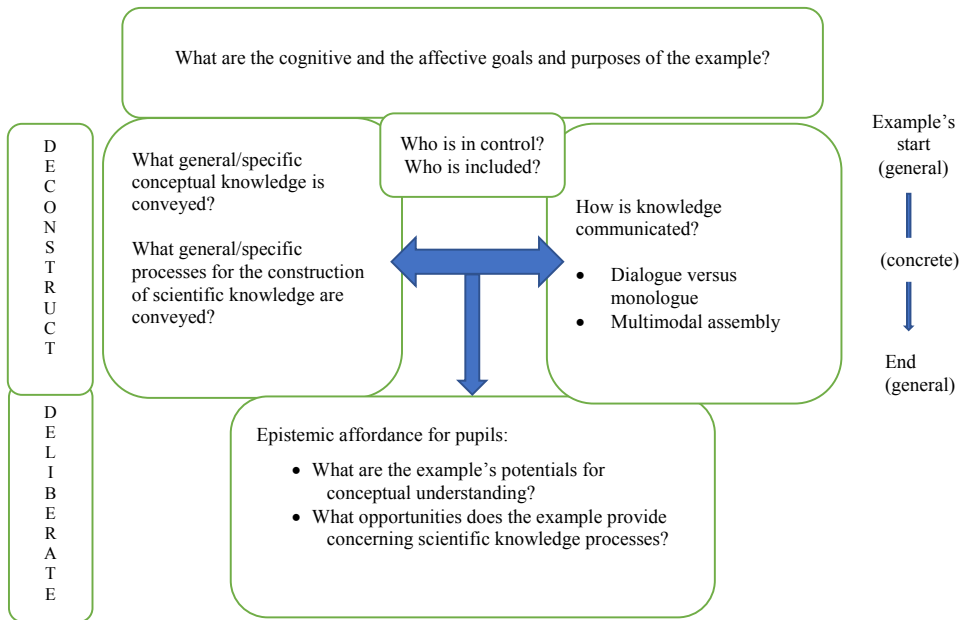 What are the cognitive and the affective goals and purposes of the example?
D
E
C
O
N
S
T
R
U
C
T
What general/specific
conceptual knowledge is
conveyed?
What general/specific
processes for the construction
of scientific knowledge are
conveyed?
Who is in control?
Who is included?
How is knowledge
communicated?
• Dialogue versus
monologue
• Multimodal assembly
Example's
start
(general)
(concrete)
End
(general)
D
E
L
I
B
E
R
A
T
E
Epistemic affordance for pupils:
• What are the example's potentials for
conceptual understanding?
• What opportunities does the example provide
concerning scientific knowledge processes?